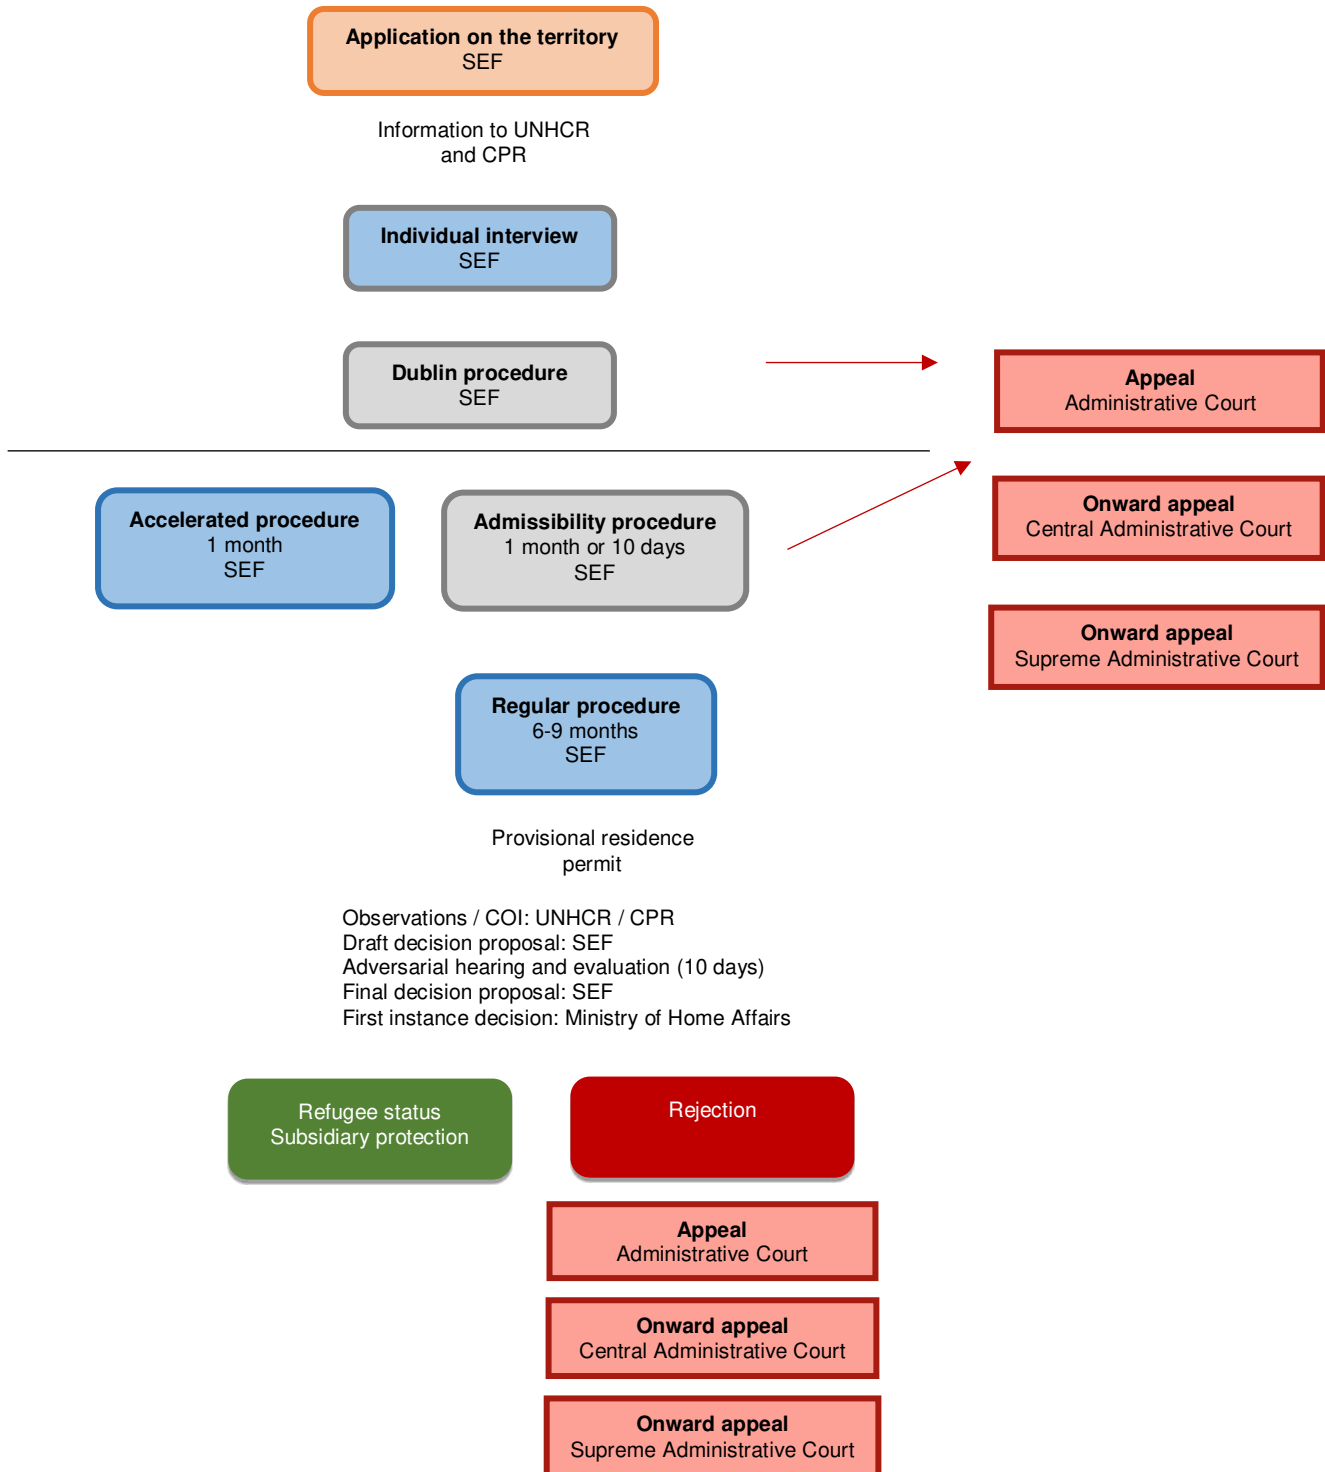 Application on the territory
SEF
Information to UNHCR
and CPR
Individual interview
SEF
Dublin procedure
SEF
Appeal
Administrative Court
Accelerated procedure
1 month
SEF
Admissibility procedure
1 month or 10 days
SEF
Onward appeal
Central Administrative Court
Onward appeal
Supreme Administrative Court
Regular procedure
6-9 months
SEF
Provisional residence
permit
Observations / COI: UNHCR / CPR
Draft decision proposal: SEF
Adversarial hearing and evaluation (10 days)
Final decision proposal: SEF
First instance decision: Ministry of Home Affairs
Refugee status
Subsidiary protection
Rejection
Appeal
Administrative Court
Onward appeal
Central Administrative Court
Onward appeal
Supreme Administrative Court